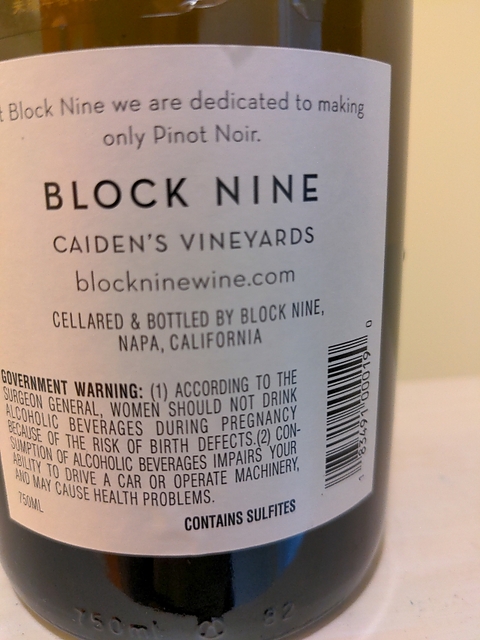 t Block Nine we are dedicated to making
only Pinot Noir.
BLOCK NINE
CAIDEN'S VINEYARDS
blockninewine.com
CELLARED & BOTTLED BY BLOCK NINE,
NAPA, CALIFORNIA
GOVERNMENT WARNING: (1) ACCORDING TO THE
SURGEON GENERAL, WOMEN SHOULD NOT DRINK
ALCOHOLIC BEVERAGES DURING PREGNANCY
BECAUSE OF THE RISK OF BIRTH DEFECTS.(2) CON-
SUMPTION OF ALCOHOLIC BEVERAGES IMPAIRS YOUR
ABILITY TO DRIVE A CAR OR OPERATE MACHINERY,
AND MAY CAUSE HEALTH PROBLEMS.
750ML
CONTAINS SULFITES
750ml 82